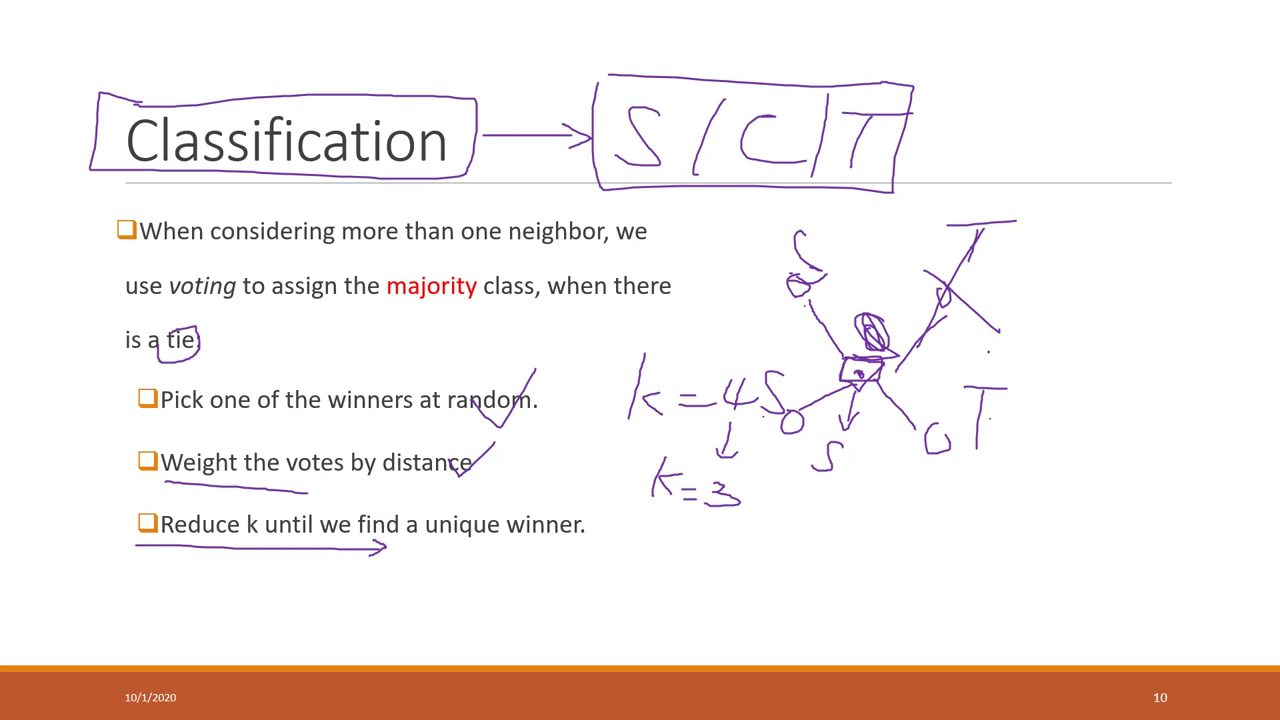 Classification
S/C/T
When considering more than one neighbor, we
use voting to assign the majority class, when there
is a tie:
Pick one of the winners at random.
Weight the votes by distance
Reduce k until we find a unique winner.
S
T
k = 4
S
S
T
k = 3
10/1/2020
10